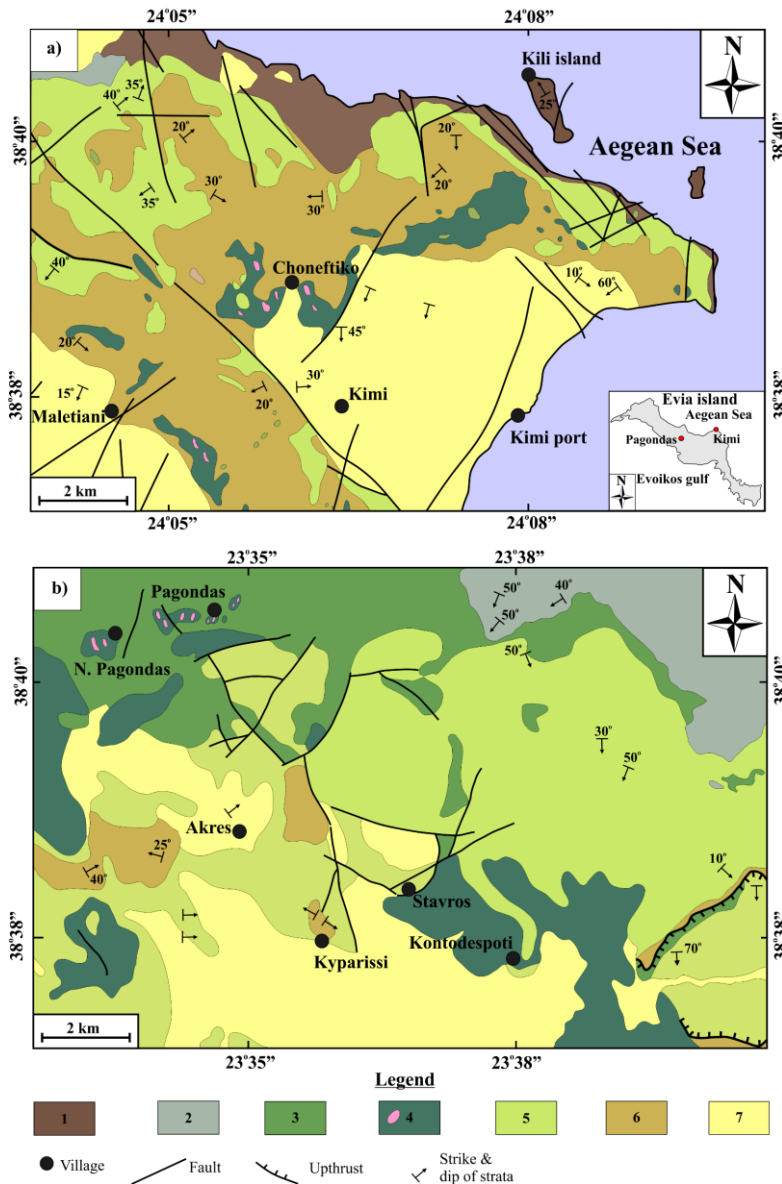 24°05” 24°08”
a)
N
Kili island
25°
38°40” 38°40”
Aegean Sea
40° 35°
20°
20°
20°
35° 30° 30°
40°
Choneftiko
10° 60°
45°
20°
15°
30°
20°
38°38” 38°38”
Maletiani
Kimi
Kimi port
Evia island
Aegean Sea
Pagondas Kimi
N Evoikos gulf
2 km
24°05” 24°08”
23°35” 23°38”
b)
N
Pagondas
50° 40°
50°
N. Pagondas
50°
38°40” 38°40”
30°
50°
Akres
25°
40°
10°
Stavros
38°38” 38°38”
Kyparissi
Kontodespoti
70°
2 km
23°35” 23°38”
Legend
1 2 3 4 5 6 7
Village Fault Upthrust Strike &
dip of strata